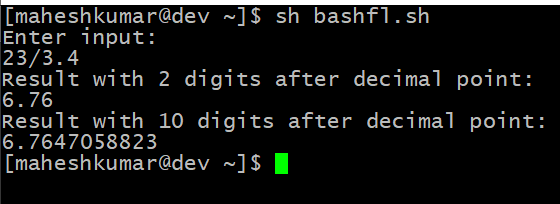 [maheshkumar@dev ~]$ sh bashfl.sh
Enter input:
23/3.4
Result with 2 digits after decimal point:
6.76
Result with 10 digits after decimal point:
6.7647058823
[maheshkumar@dev ~]$